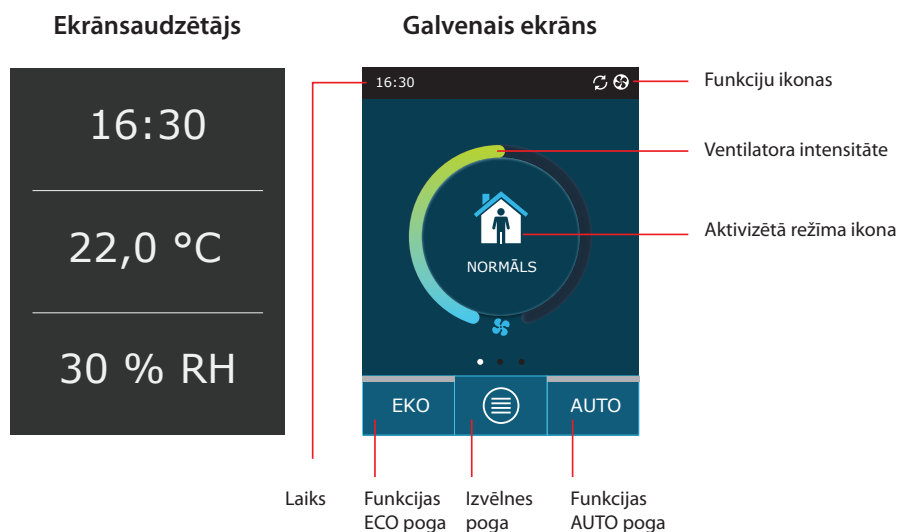 Ekrānsaudzētājs
16:30
22,0 °C
30 % RH
Galvenais ekrāns
16:30
NORMĀLS
EKO
AUTO
Funkciju ikonas
Ventilatora intensitāte
Aktivizētā režīma ikona
Laiks
Funkcijas
ECO poga
Izvēlnes
poga
Funkcijas
AUTO poga